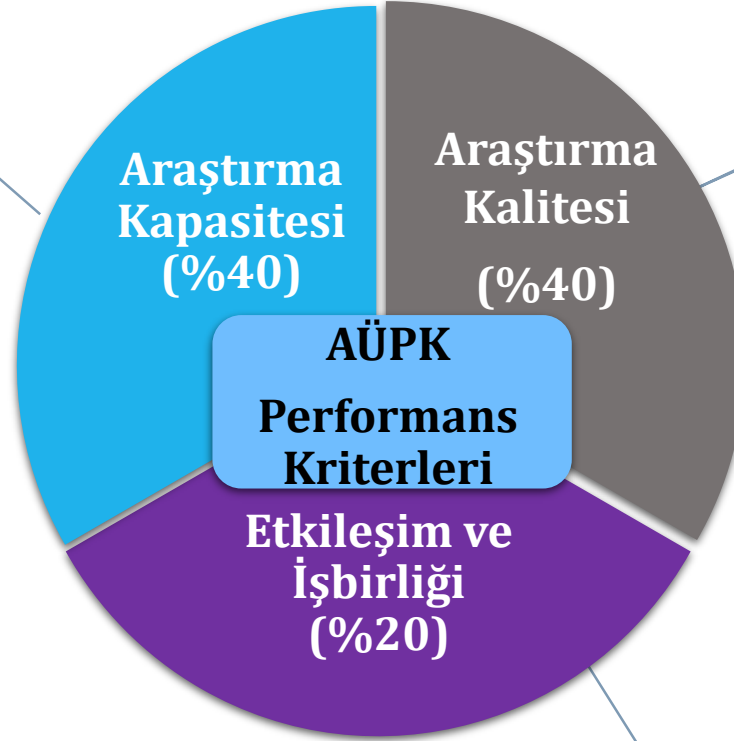 Araştırma
Kapasitesi
(%40)
Araştırma
Kalitesi
(%40)
AÜPK
Performans
Kriterleri
Etkileşim ve
İşbirliği
(%20)